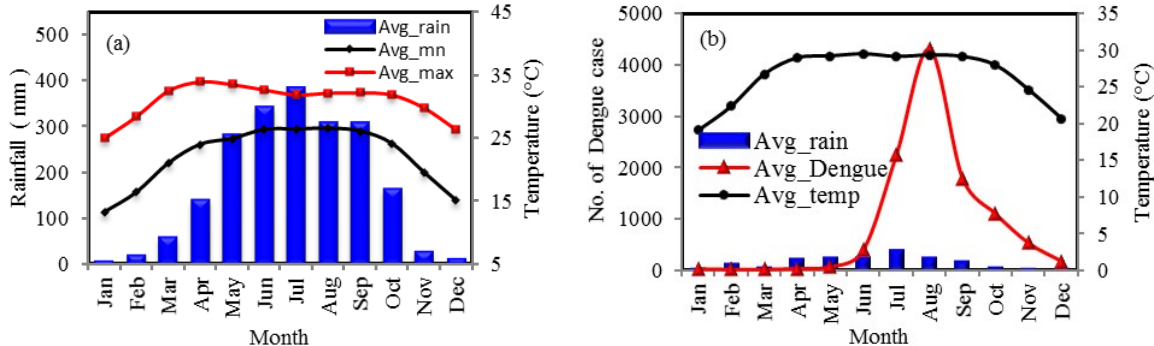 (a)
Avg_rain
Avg_mn
Avg_max
Rainfall ( mm )
500
400
300
200
100
0
45
35
25
15
5
Temperature (°C)
Jan Feb Mar Apr May Jun Jul Aug Sep Oct Nov Dec
Month
(b)
Avg_rain
Avg_Dengue
Avg_temp
No. of Dengue case
5000
4000
3000
2000
1000
0
35
30
25
20
15
10
5
0
Temperature (°C)
Jan Feb Mar Apr May Jun Jul Aug Sep Oct Nov Dec
Month